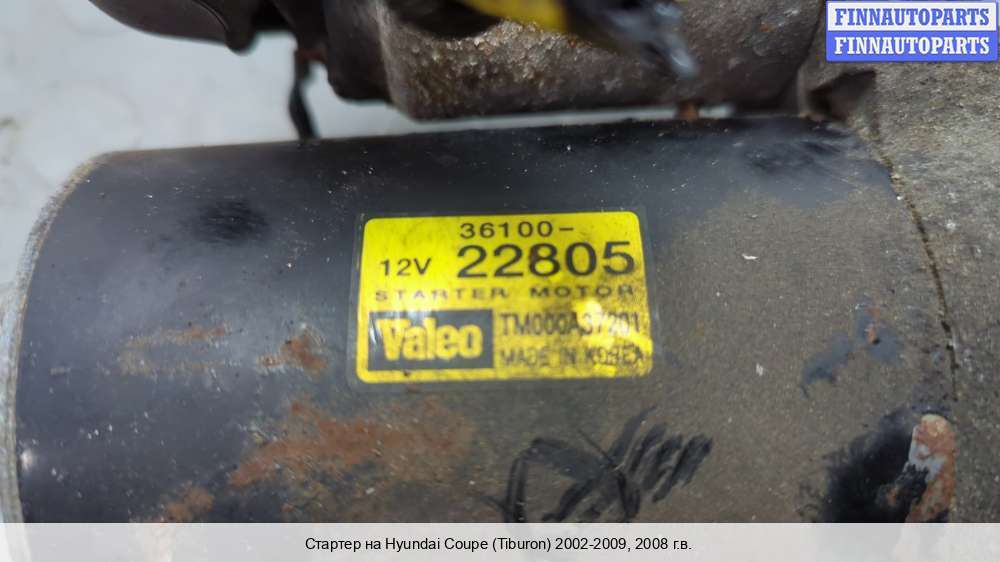 FINNAUTOPARTS
FINNAUTOPARTS
36100-
12V 22805
STARTER MOTOR
Valeo TM000A37201
MADE IN KOREA
Стартер на Hyundai Coupe (Tiburon) 2002-2009, 2008 г.в.